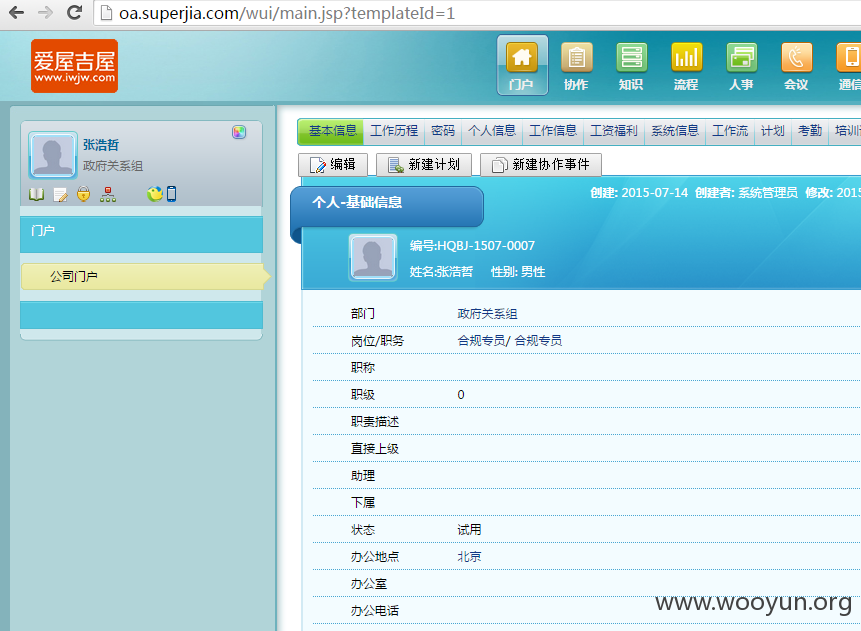 oa.superjia.com/wui/main.jsp?templateId=1
爱屋吉屋
www.iwjw.com
门户 协作 知识 流程 人事 会议 通信
张浩哲
政府关系组
门户
公司门户
基本信息 工作历程 密码 个人信息 工作信息 工资福利 系统信息 工作流 计划 考勤 培训
编辑 新建计划 新建协作事件
个人-基础信息
创建: 2015-07-14 创建者: 系统管理员 修改: 2015
编号:HQBJ-1507-0007
姓名:张浩哲 性别: 男性
部门 政府关系组
岗位/职务 合规专员/ 合规专员
职称
职级 0
职责描述
直接上级
助理
下属
状态 试用
办公地点 北京
办公室
办公电话
www.wooyun.org